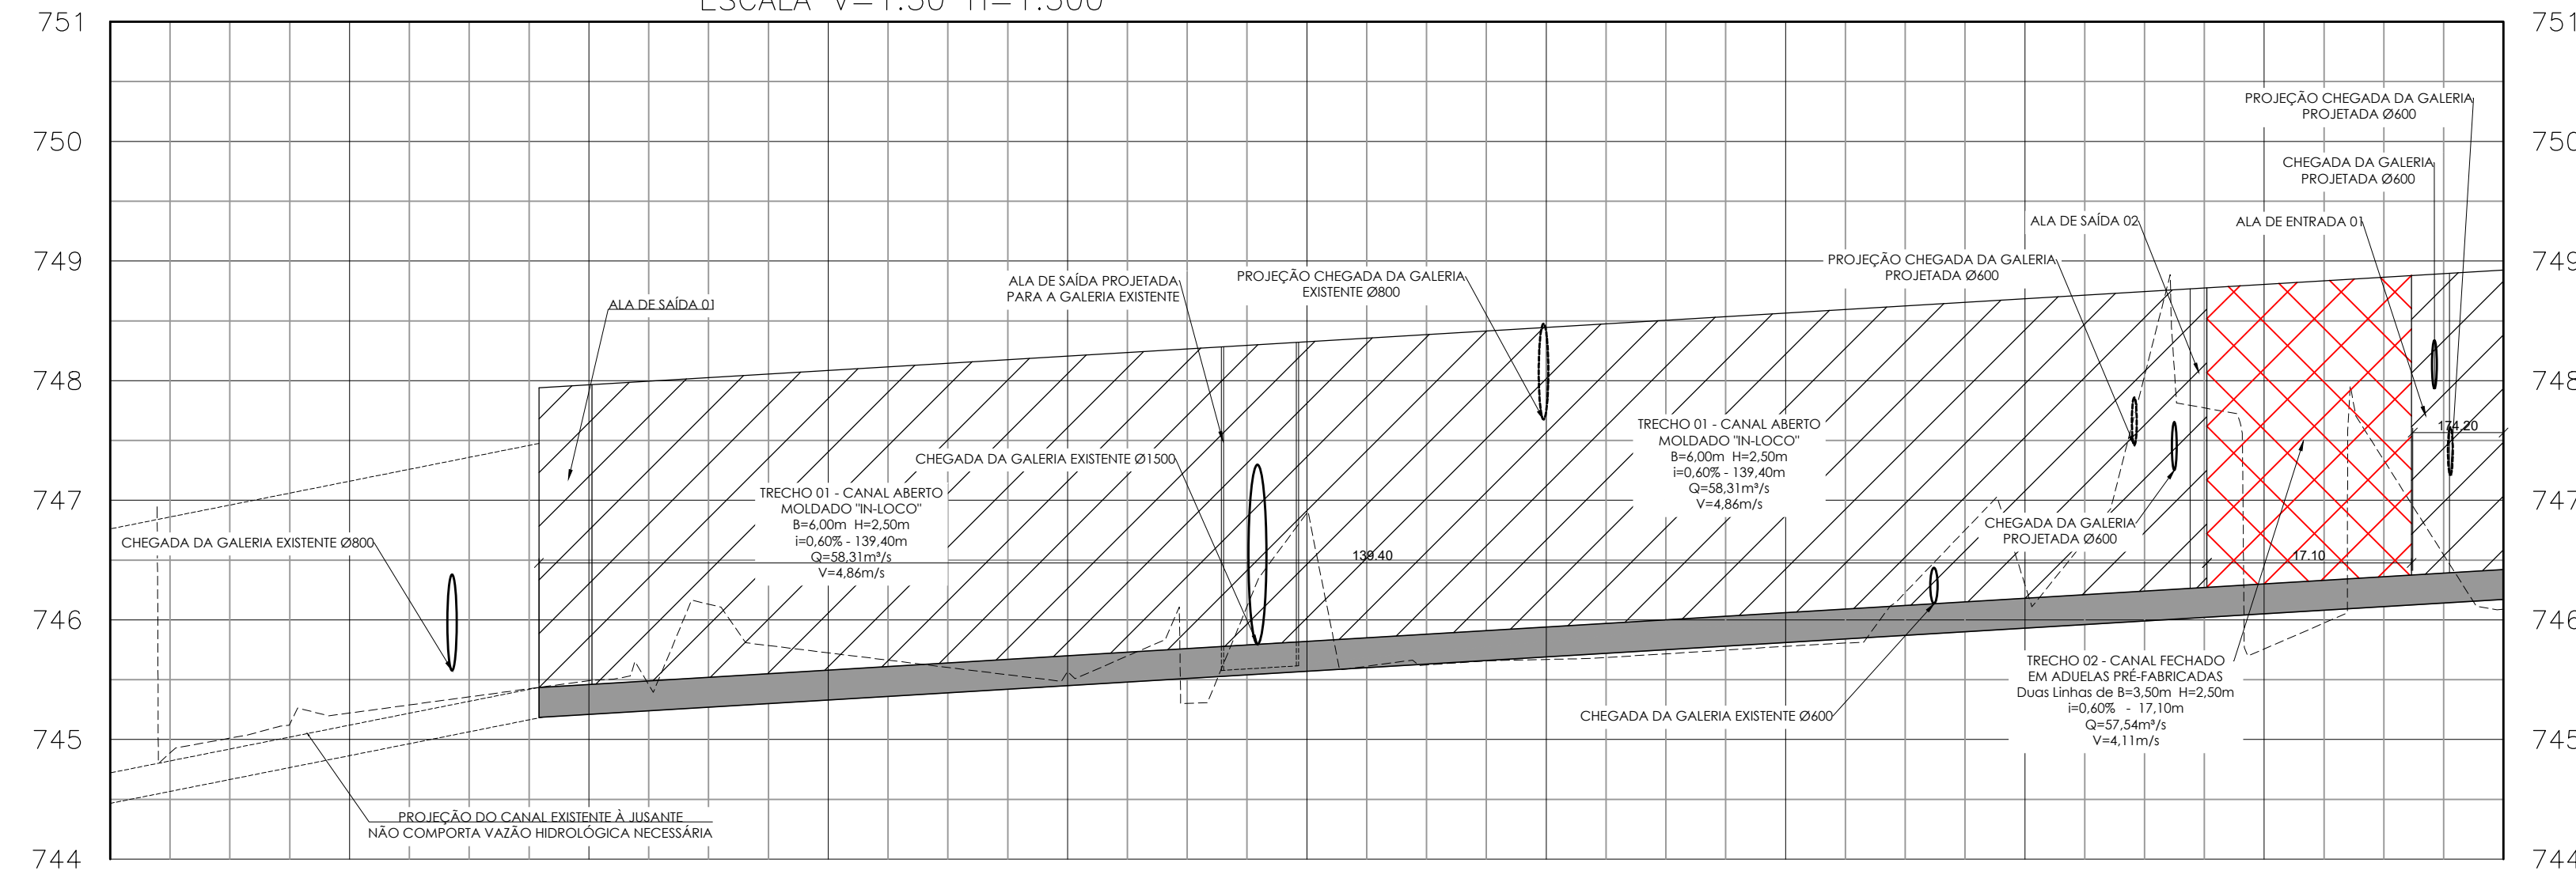 ESCALA V=1:50 H=1:500
751
751
750
750
749
749
748
748
747
747
746
746
745
745
744
744
PROJEÇÃO CHEGADA DA GALERIA
PROJETADA Ø600
CHEGADA DA GALERIA
PROJETADA Ø600
ALA DE SAÍDA 02
ALA DE ENTRADA 01
PROJEÇÃO CHEGADA DA GALERIA
PROJETADA Ø600
PROJEÇÃO CHEGADA DA GALERIA
EXISTENTE Ø800
ALA DE SAÍDA PROJETADA
PARA A GALERIA EXISTENTE
ALA DE SAÍDA 01
174.20
TRECHO 01 - CANAL ABERTO
MOLDADO "IN-LOCO"
B=6,00m H=2,50m
i=0,60% - 139,40m
Q=58,31m³/s
V=4,86m/s
CHEGADA DA GALERIA EXISTENTE Ø1500
TRECHO 01 - CANAL ABERTO
MOLDADO "IN-LOCO"
B=6,00m H=2,50m
i=0,60% - 139,40m
Q=58,31m³/s
V=4,86m/s
CHEGADA DA GALERIA EXISTENTE Ø800
CHEGADA DA GALERIA
PROJETADA Ø600
139.40
17.10
TRECHO 02 - CANAL FECHADO
EM ADUELAS PRÉ-FABRICADAS
Duas Linhas de B=3,50m H=2,50m
i=0,60% - 17,10m
Q=57,54m³/s
V=4,11m/s
CHEGADA DA GALERIA EXISTENTE Ø600
PROJEÇÃO DO CANAL EXISTENTE À JUSANTE
NÃO COMPORTA VAZÃO HIDROLÓGICA NECESSÁRIA